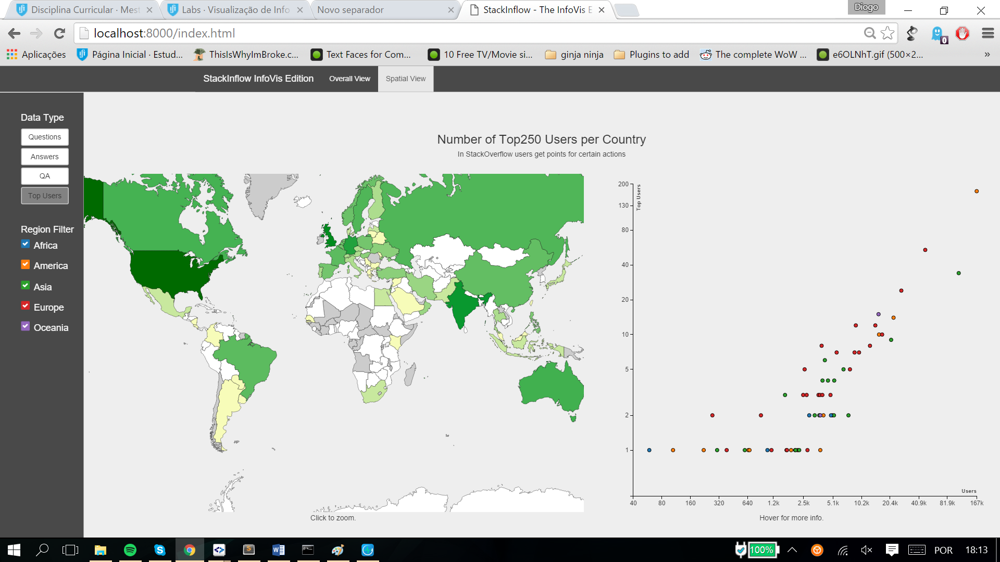 Disciplina Curricular · Mest
Labs · Visualização de Info
Novo separador
StackInflow - The InfoVis E
Diogo
localhost:8000/index.html
0
Aplicações
Página Inicial · Estud...
ThisIsWhyImBroke.c...
Text Faces for Com...
10 Free TV/Movie si...
ginja ninja
Plugins to add
The complete WoW ...
e6OLNhT.gif (500×2...
»
StackInflow InfoVis Edition
Overall View
Spatial View
Data Type
Questions
Answers
QA
Top Users
Region Filter
Africa
America
Asia
Europe
Oceania
Number of Top250 Users per Country
In StackOverflow users get points for certain actions
Click to zoom.
Top Users
200
130
80
40
20
10
5
2
1
Users
40
80
160
320
640
1.2k
2.5k
5.1k
10.2k
20.4k
40.9k
81.9k
167k
Hover for more info.
100%
POR
18:13